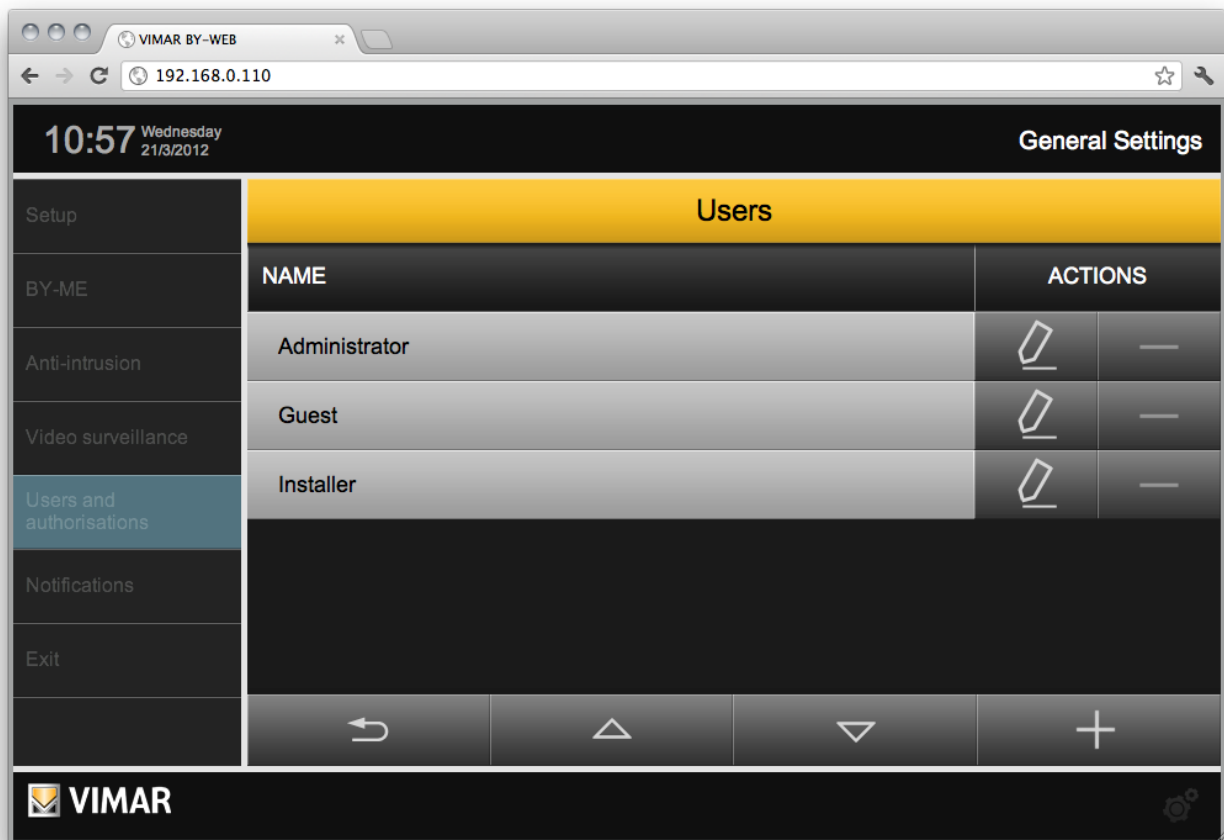 VIMAR BY-WEB
192.168.0.110
10:57 Wednesday 21/3/2012
General Settings
Setup
BY-ME
Anti-intrusion
Video surveillance
Users and
authorisations
Notifications
Exit
Users
NAME ACTIONS
Administrator
Guest
Installer
VIMAR